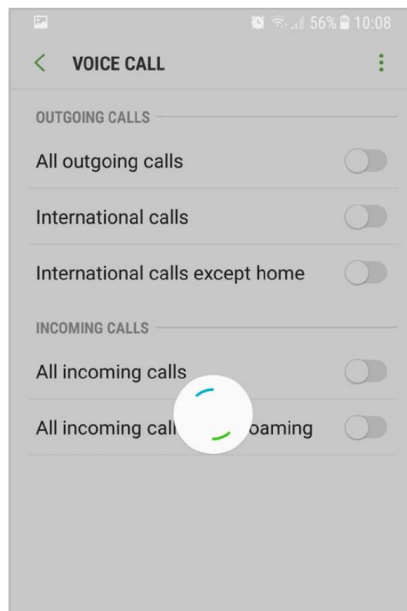 56% 10:08
VOICE CALL
OUTGOING CALLS
All outgoing calls
International calls
International calls except home
INCOMING CALLS
All incoming calls
All incoming oaming